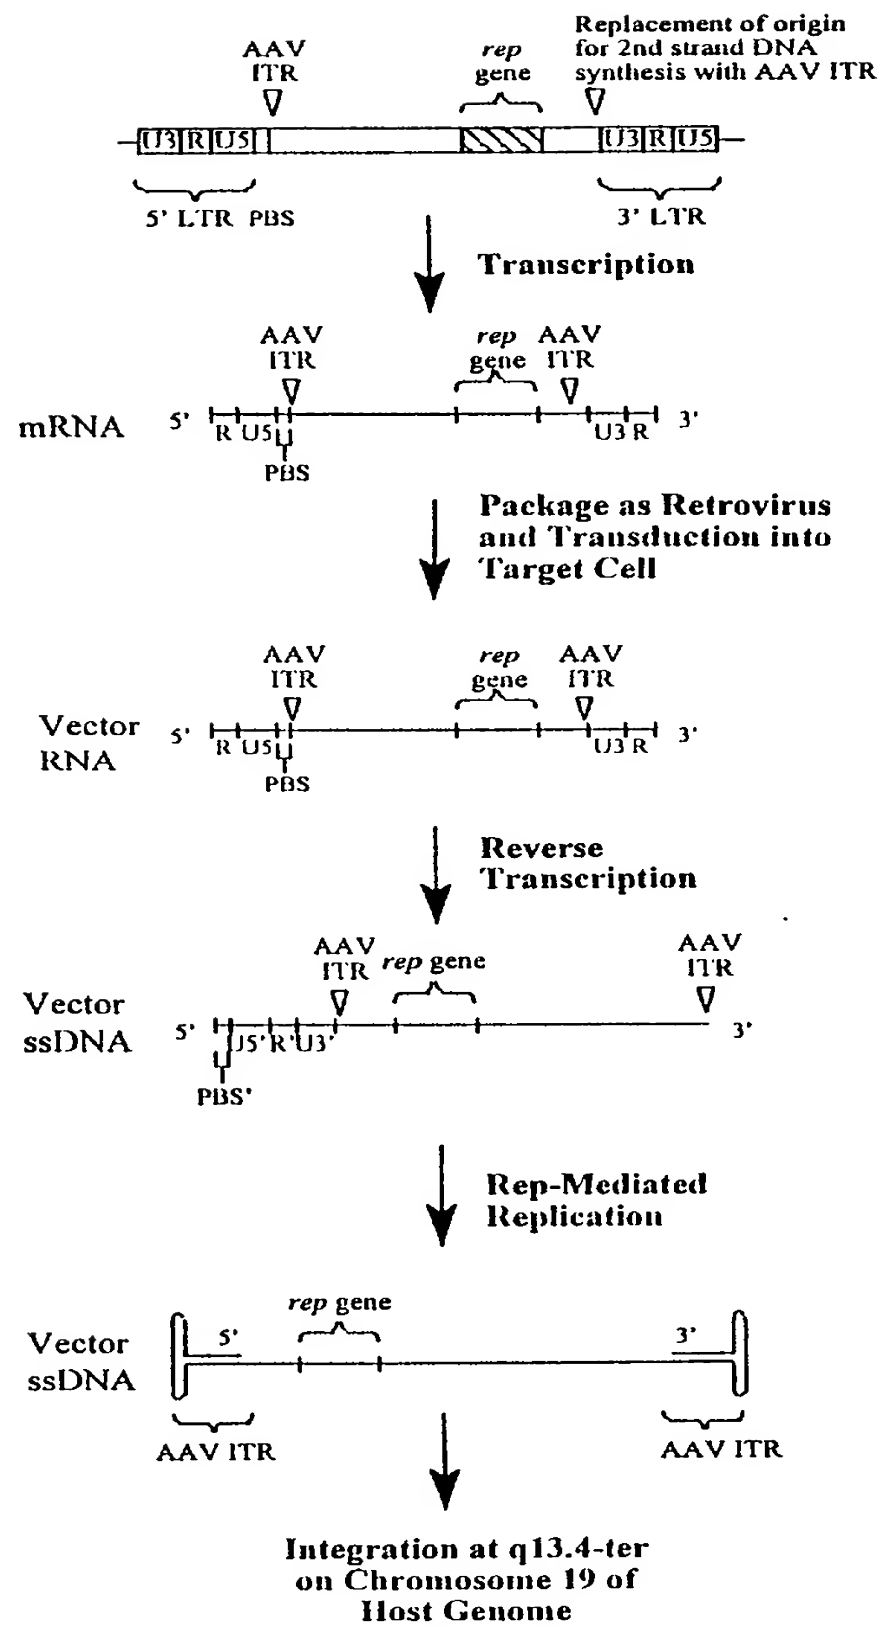 AAV
ITR
rep
gene
Replacement of origin
for 2nd strand DNA
synthesis with AAV ITR
U3 R U5 U3 R U5
5' LTR PBS 3' LTR
Transcription
AAV
ITR
rep
gene
AAV
ITR
mRNA 5' 3'
R U5 U3 R
PBS
Package as Retrovirus
and Transduction into
Target Cell
AAV
ITR
rep
gene
AAV
ITR
Vector
RNA
5' 3'
R U5 U3 R
PBS
Reverse
Transcription
AAV
ITR
rep gene
AAV
ITR
Vector
ssDNA
5' 3'
U5' R' U3'
PBS'
Rep-Mediated
Replication
rep gene
Vector
ssDNA
5' 3'
AAV ITR AAV ITR
Integration at q13.4-ter
on Chromosome 19 of
Host Genome